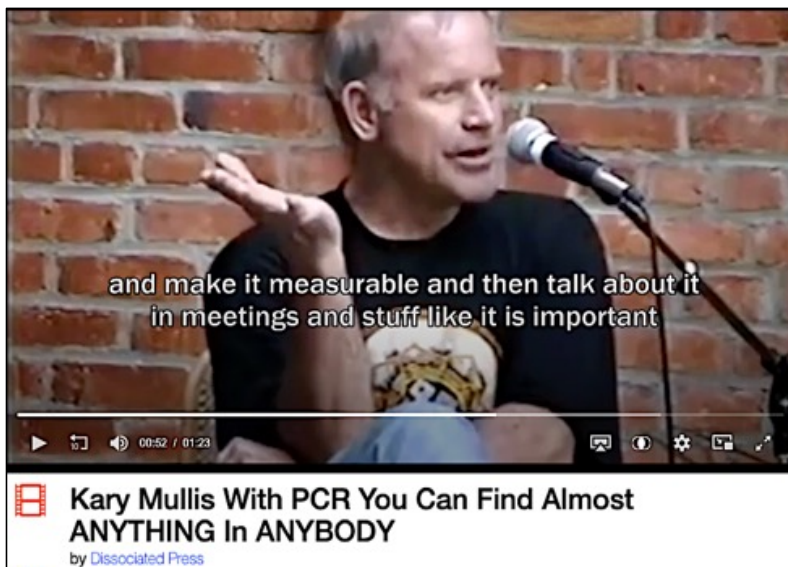 and make it measurable and then talk about it
in meetings and stuff like it is important
10
00:52 / 01:23
Kary Mullis With PCR You Can Find Almost
ANYTHING In ANYBODY
by Dissociated Press